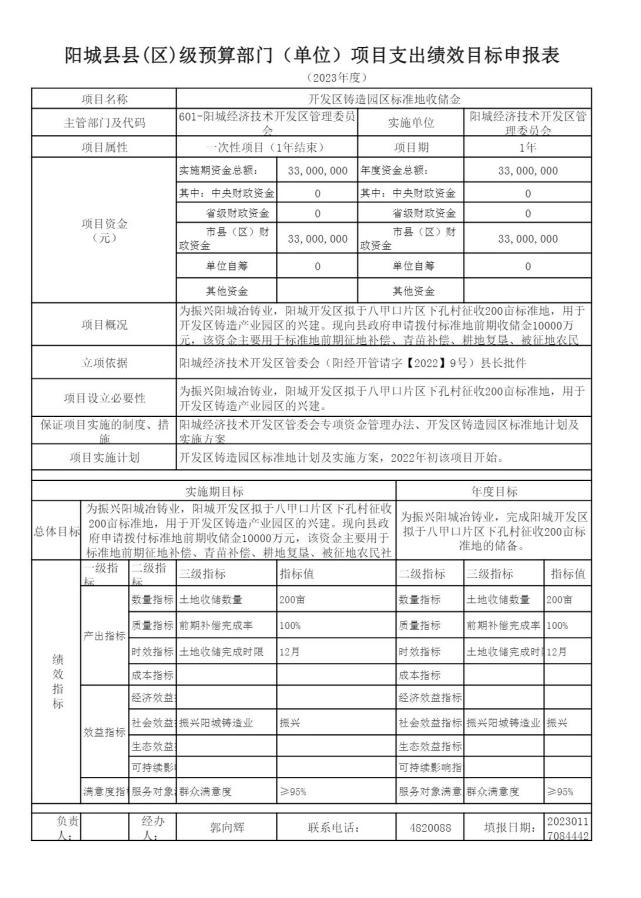 阳城县县(区)级预算部门（单位）项目支出绩效目标申报表
（2023年度）
项目名称 开发区铸造园区标准地收储金
主管部门及代码 601-阳城经济技术开发区管理委员会 实施单位 阳城经济技术开发区管理委员会
项目属性 一次性项目（1年结束） 项目期 1年
项目资金（元） 实施期资金总额： 33,000,000 年度资金总额： 33,000,000
其中：中央财政资金 0 其中：中央财政资金 0
省级财政资金 0 省级财政资金 0
市县（区）财政资金 33,000,000 市县（区）财政资金 33,000,000
单位自筹 0 单位自筹 0
其他资金 其他资金
项目概况 为振兴阳城冶铸业，阳城开发区拟于八甲口片区下孔村征收200亩标准地，用于
开发区铸造产业园区的兴建。现向县政府申请拨付标准地前期收储金10000万
元，该资金主要用于标准地前期征地补偿、青苗补偿、耕地复垦、被征地农民
立项依据 阳城经济技术开发区管委会（阳经开管请字【2022】9号）县长批件
项目设立必要性 为振兴阳城冶铸业，阳城开发区拟于八甲口片区下孔村征收200亩标准地，用于
开发区铸造产业园区的兴建。
保证项目实施的制度、措施 阳城经济技术开发区管委会专项资金管理办法、开发区铸造园区标准地计划及
实施方案
项目实施计划 开发区铸造园区标准地计划及实施方案，2022年初该项目开始。
实施期目标 年度目标
总体目标 为振兴阳城冶铸业，阳城开发区拟于八甲口片区下孔村征收
200亩标准地，用于开发区铸造产业园区的兴建。现向县政
府申请拨付标准地前期收储金10000万元，该资金主要用于
标准地前期征地补偿、青苗补偿、耕地复垦、被征地农民社
为振兴阳城冶铸业，完成阳城开发区
拟于八甲口片区下孔村征收200亩标
准地的储备。
绩效指标 一级指标 二级指标 三级指标 指标值 二级指标 三级指标 指标值
产出指标 数量指标 土地收储数量 200亩 数量指标 土地收储数量 200亩
质量指标 前期补偿完成率 100% 质量指标 前期补偿完成率 100%
时效指标 土地收储完成时限 12月 时效指标 土地收储完成时 12月
成本指标 成本指标
效益指标 经济效益 经济效益指标
社会效益 振兴阳城铸造业 振兴 社会效益指标 振兴阳城铸造业 振兴
生态效益 生态效益指标
可持续影 可持续影响指
满意度指 服务对象 群众满意度 ≥95% 服务对象满意 群众满意度 ≥95%
负责人： 经办人： 郭向辉 联系电话： 4820088 填报日期： 20230117084442